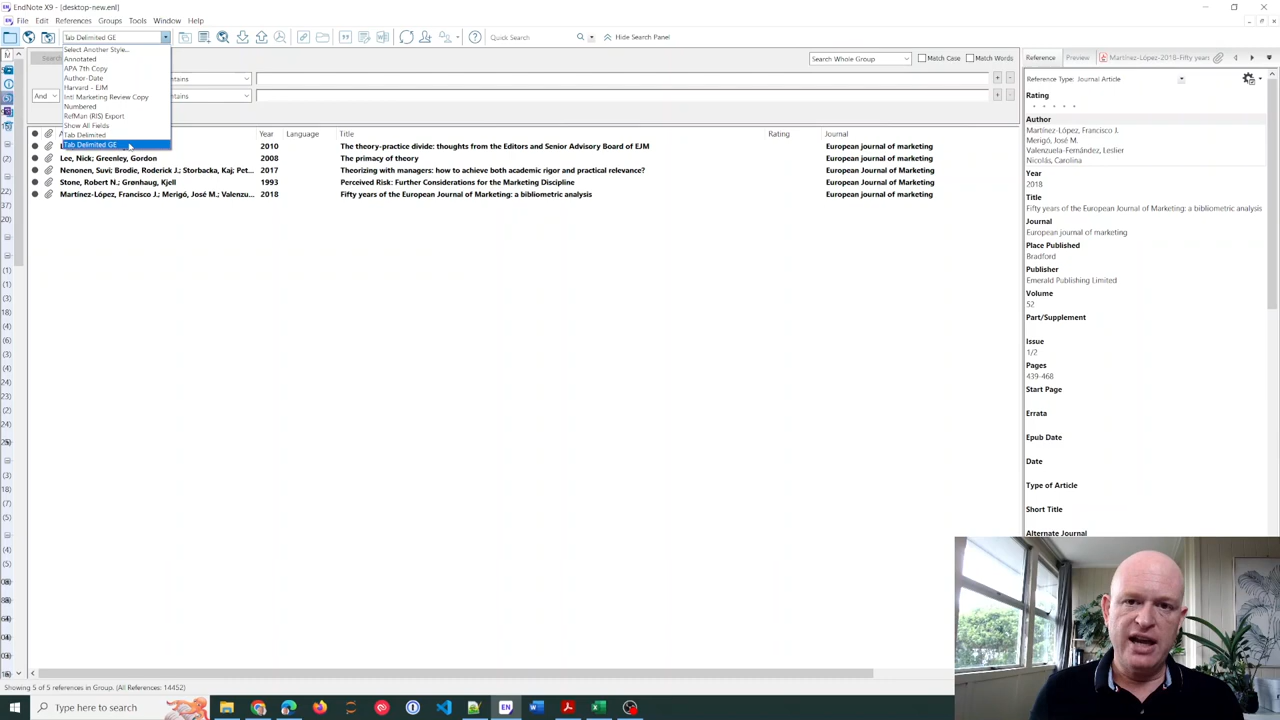 EndNote X9 - [desktop-new.enl]
File Edit References Groups Tools Window Help
Tab Delimited GE
Quick Search
Hide Search Panel
Select Another Style...
Annotated
APA 7th Copy
Author-Date
Harvard - EJM
Intl Marketing Review Copy
Numbered
RefMan (RIS) Export
Show All Fields
Tab Delimited
Tab Delimited GE
Search Whole Group
Match Case
Match Words
And
Year Language Title Rating Journal
2010 The theory-practice divide: thoughts from the Editors and Senior Advisory Board of EJM European journal of marketing
Lee, Nick; Greenley, Gordon 2008 The primacy of theory European journal of marketing
Nenonen, Suvi; Brodie, Roderick J.; Storbacka, Kaj; Pet... 2017 Theorizing with managers: how to achieve both academic rigor and practical relevance? European Journal of Marketing
Stone, Robert N.; Grønhaug, Kjell 1993 Perceived Risk: Further Considerations for the Marketing Discipline European Journal of Marketing
Martínez-López, Francisco J.; Merigó, José M.; Valenzu... 2018 Fifty years of the European Journal of Marketing: a bibliometric analysis European journal of marketing
Reference Preview Martínez-López-2018-Fifty years
Reference Type: Journal Article
Rating
Author
Martínez-López, Francisco J.
Merigó, José M.
Valenzuela-Fernández, Leslier
Nicolás, Carolina
Year
2018
Title
Fifty years of the European Journal of Marketing: a bibliometric analysis
Journal
European journal of marketing
Place Published
Bradford
Publisher
Emerald Publishing Limited
Volume
52
Part/Supplement
Issue
1/2
Pages
439-468
Start Page
Errata
Epub Date
Date
Type of Article
Short Title
Alternate Journal
Showing 5 of 5 references in Group. (All References: 14452)
Type here to search